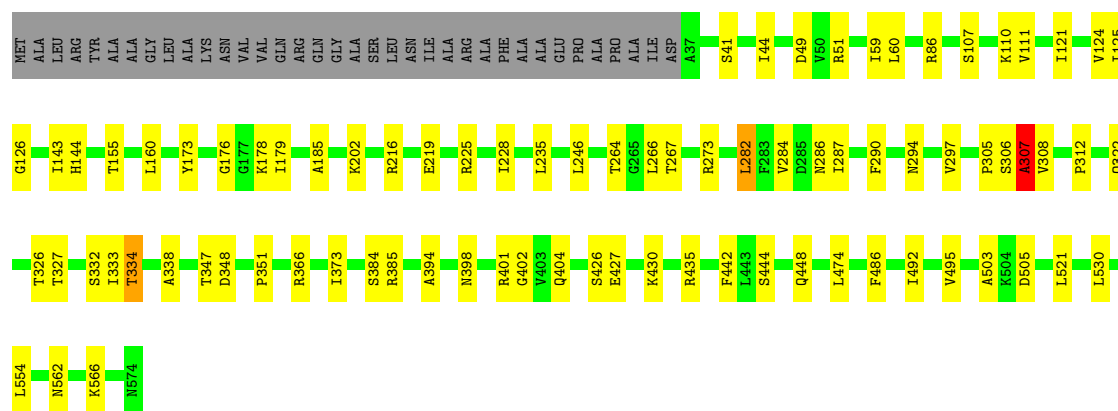 MET ALA LEU ARG TYR ALA ALA GLY LEU ALA LYS ASN VAL VAL GLN ARG GLN GLY ALA SER LEU ASN ILE ALA ARG ALA PHE ALA ALA GLU PRO ALA PRO ALA ILE ASP A37 S41 I44 D49 V50 R51 I59 L60 R86 S107 K110 V111 I121 V124
G126 I143 H144 T155 L160 Y173 G176 G177 K178 I179 A185 K202 R216 E219 R225 I228 L235 L246 T264 G265 L266 T267 R273 L282 F283 V284 D285 N286 I287 F290 N294 V297 P305 S306 A307 V308 P312
T326 T327 S332 I333 T334 A338 T347 D348 P351 R366 I373 S384 R385 A394 N398 R401 G402 V403 Q404 S426 E427 K430 R435 F442 L443 S444 Q448 L474 F486 I492 V495 A503 K504 D505 L521 L530
L554 N562 K566 N574